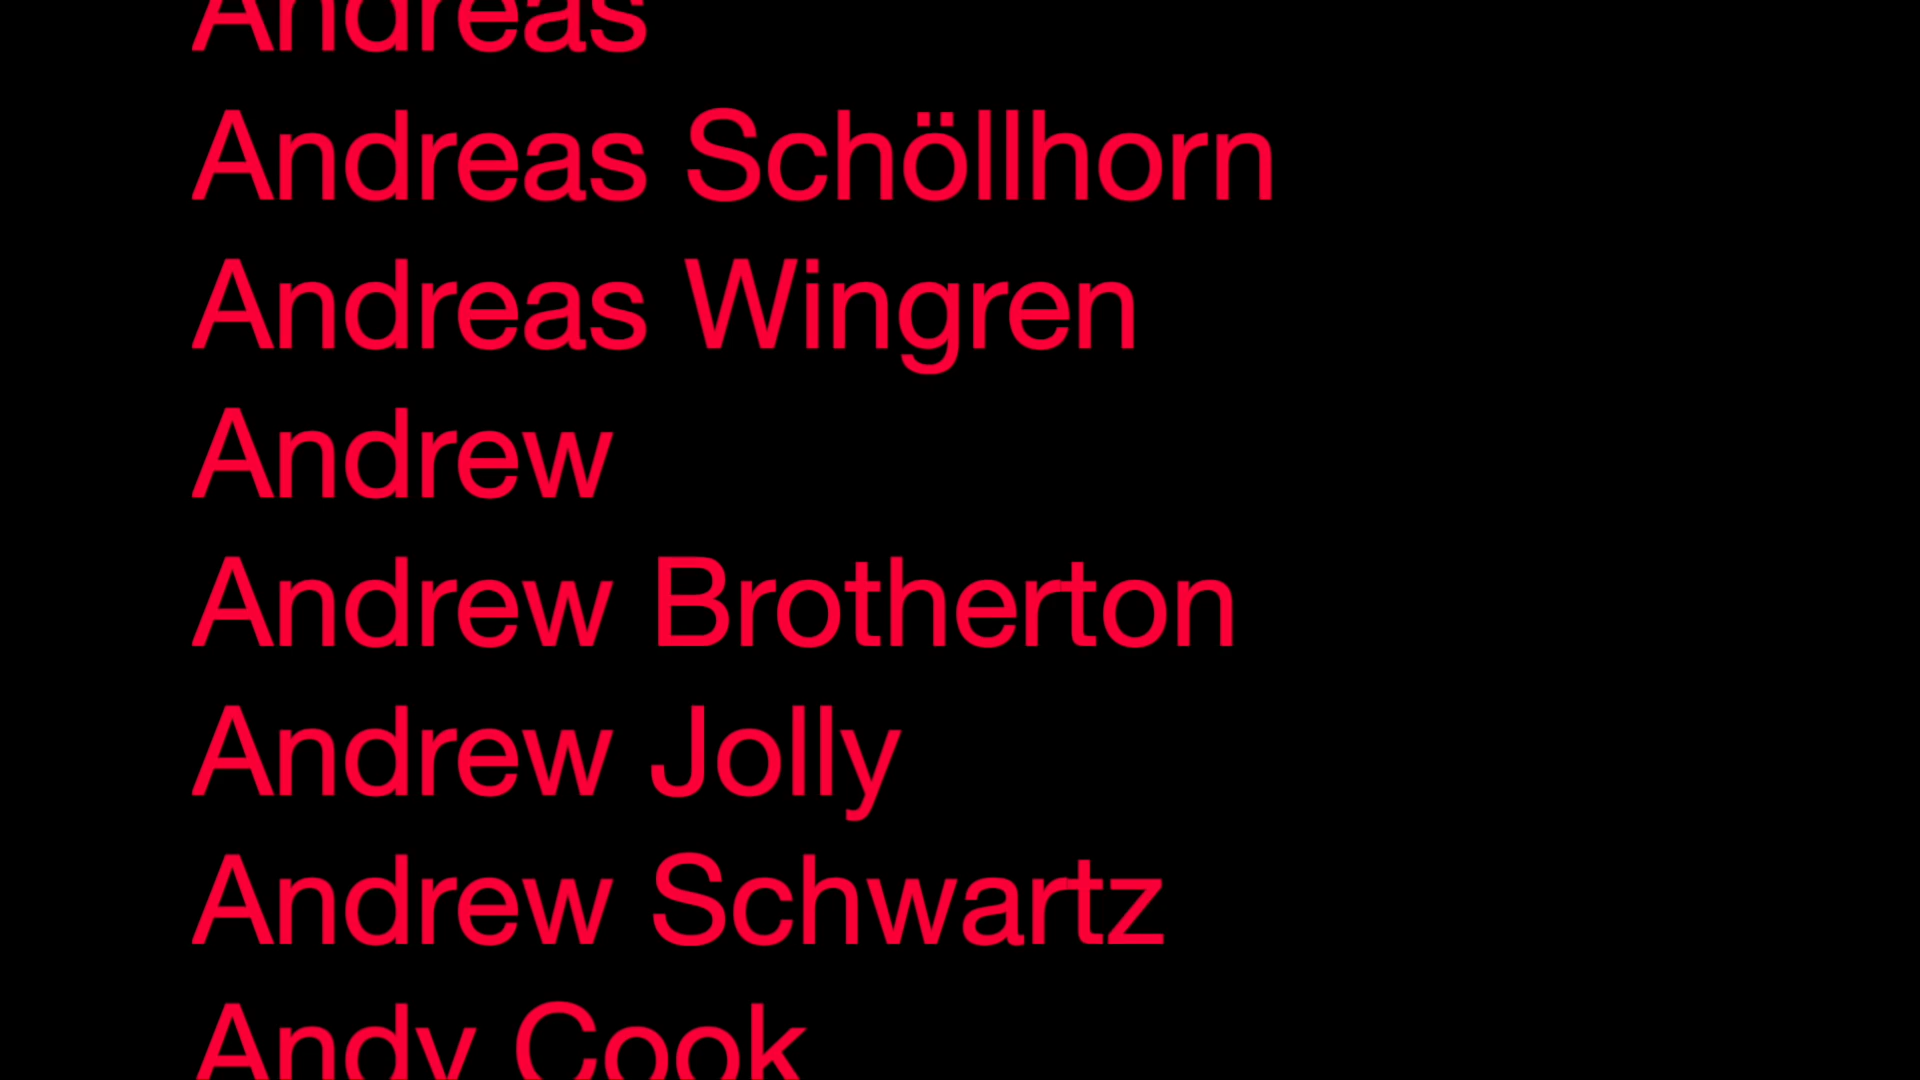 Andreas
Andreas Schöllhorn
Andreas Wingren
Andrew
Andrew Brotherton
Andrew Jolly
Andrew Schwartz
Andy Cook